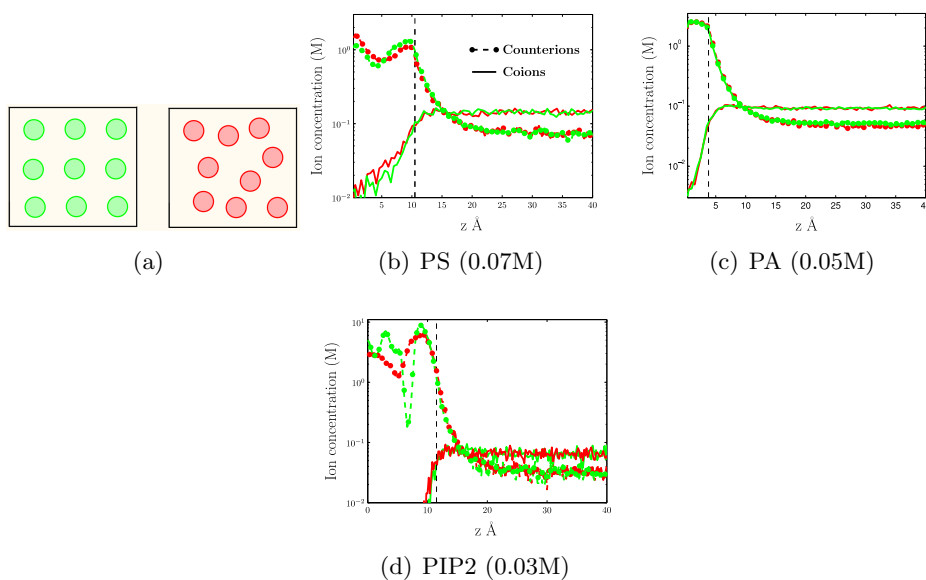 Ion concentration (M)
10⁰
10⁻¹
10⁻²
5 10 15 20 25 30 35 40
z Å
Counterions
Coions
Ion concentration (M)
10⁰
10⁻¹
10⁻²
5 10 15 20 25 30 35 40
z Å
(a)
(b) PS (0.07M)
(c) PA (0.05M)
Ion concentration (M)
10¹
10⁰
10⁻¹
10⁻²
0 10 20 30 40
z Å
(d) PIP2 (0.03M)